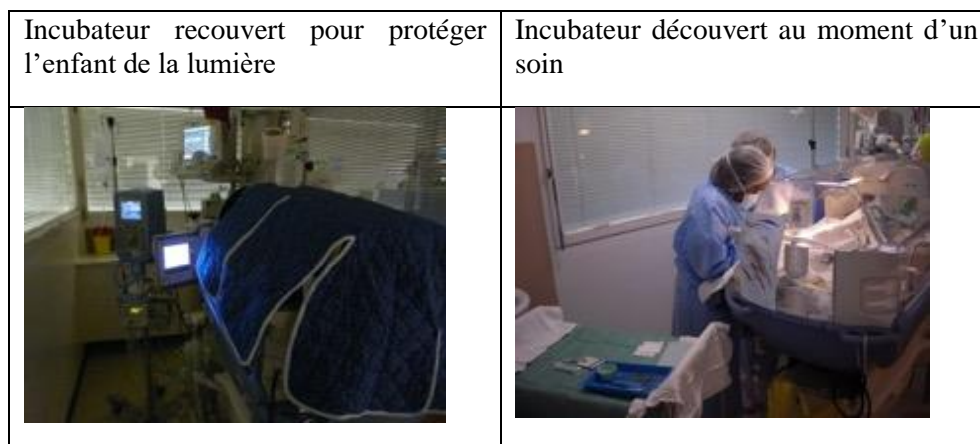 Incubateur recouvert pour protéger
l’enfant de la lumière
Incubateur découvert au moment d’un
soin